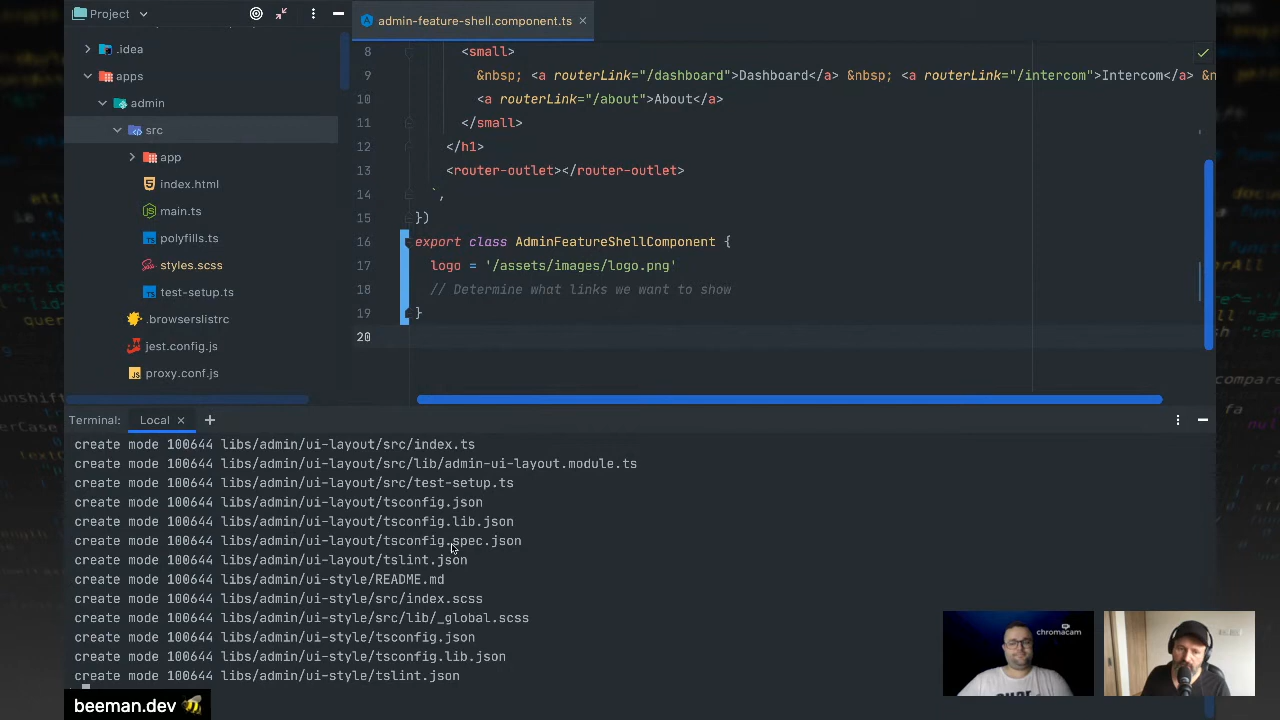 Project
admin-feature-shell.component.ts
.idea
apps
admin
src
app
index.html
main.ts
polyfills.ts
styles.scss
test-setup.ts
.browserslistrc
jest.config.js
proxy.conf.js
8 <small>
9 &nbsp; <a routerLink="/dashboard">Dashboard</a> &nbsp; <a routerLink="/intercom">Intercom</a> &n
10 <a routerLink="/about">About</a>
11 </small>
12 </h1>
13 <router-outlet></router-outlet>
14 `,
15 })
16 export class AdminFeatureShellComponent {
17 logo = '/assets/images/logo.png'
18 // Determine what links we want to show
19 }
20
Terminal: Local
create mode 100644 libs/admin/ui-layout/src/index.ts
create mode 100644 libs/admin/ui-layout/src/lib/admin-ui-layout.module.ts
create mode 100644 libs/admin/ui-layout/src/test-setup.ts
create mode 100644 libs/admin/ui-layout/tsconfig.json
create mode 100644 libs/admin/ui-layout/tsconfig.lib.json
create mode 100644 libs/admin/ui-layout/tsconfig.spec.json
create mode 100644 libs/admin/ui-layout/tslint.json
create mode 100644 libs/admin/ui-style/README.md
create mode 100644 libs/admin/ui-style/src/index.scss
create mode 100644 libs/admin/ui-style/src/lib/_global.scss
create mode 100644 libs/admin/ui-style/tsconfig.json
create mode 100644 libs/admin/ui-style/tsconfig.lib.json
create mode 100644 libs/admin/ui-style/tslint.json
chromacam
beeman.dev